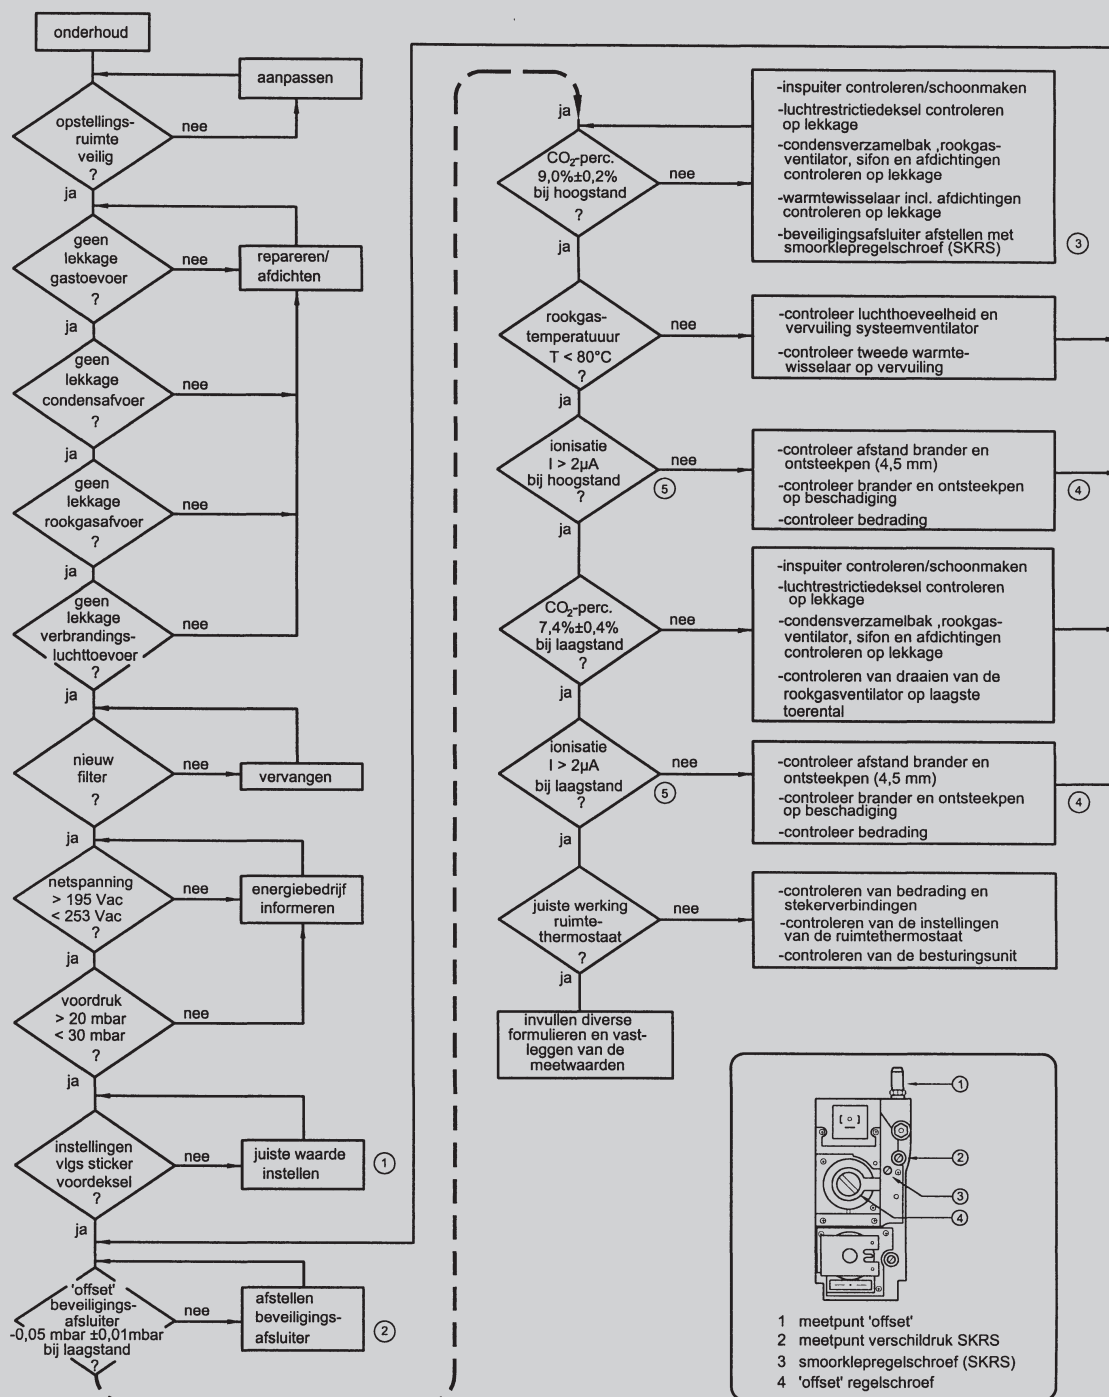 onderhoud
aanpassen
opstellings-
ruimte
veilig
?
nee
ja
geen
lekkage
gastoevoer
?
nee
repareren/
afdichten
ja
geen
lekkage
condensafvoer
?
nee
ja
geen
lekkage
rookgasafvoer
?
nee
ja
geen
lekkage
verbrandings-
luchttoevoer
?
nee
ja
nieuw
filter
?
nee
vervangen
ja
netspanning
> 195 Vac
< 253 Vac
?
nee
energiebedrijf
informeren
ja
voordruk
> 20 mbar
< 30 mbar
?
nee
ja
instellingen
vlgs sticker
voordeksel
?
nee
juiste waarde
instellen
1
ja
'offset'
beveiligings-
afsluiter
-0,05 mbar ±0,01mbar
bij laagstand
?
nee
afstellen
beveiligings-
afsluiter
2
ja
CO2-perc.
9,0%±0,2%
bij hoogstand
?
nee
-inspuiter controleren/schoonmaken
-luchtrestrictiedeksel controleren
op lekkage
-condensverzamelbak ,rookgas-
ventilator, sifon en afdichtingen
controleren op lekkage
-warmtewisselaar incl. afdichtingen
controleren op lekkage
-beveiligingsafsluiter afstellen met
smoorklepregelschroef (SKRS)
3
ja
rookgas-
temperatuuur
T < 80°C
?
nee
-controleer luchthoeveelheid en
vervuiling systeemventilator
-controleer tweede warmte-
wisselaar op vervuiling
ja
ionisatie
I > 2µA
bij hoogstand
?
nee
5
-controleer afstand brander en
ontsteekpen (4,5 mm)
-controleer brander en ontsteekpen
op beschadiging
-controleer bedrading
4
ja
CO2-perc.
7,4%±0,4%
bij laagstand
?
nee
-inspuiter controleren/schoonmaken
-luchtrestrictiedeksel controleren
op lekkage
-condensverzamelbak ,rookgas-
ventilator, sifon en afdichtingen
controleren op lekkage
-controleren van draaien van de
rookgasventilator op laagste
toerental
ja
ionisatie
I > 2µA
bij laagstand
?
nee
5
-controleer afstand brander en
ontsteekpen (4,5 mm)
-controleer brander en ontsteekpen
op beschadiging
-controleer bedrading
4
ja
juiste werking
ruimte-
thermostaat
?
nee
-controleren van bedrading en
stekerverbindingen
-controleren van de instellingen
van de ruimtethermostaat
-controleren van de besturingsunit
ja
invullen diverse
formulieren en vast-
leggen van de
meetwaarden
1
2
3
4
1 meetpunt 'offset'
2 meetpunt verschildruk SKRS
3 smoorklepregelschroef (SKRS)
4 'offset' regelschroef